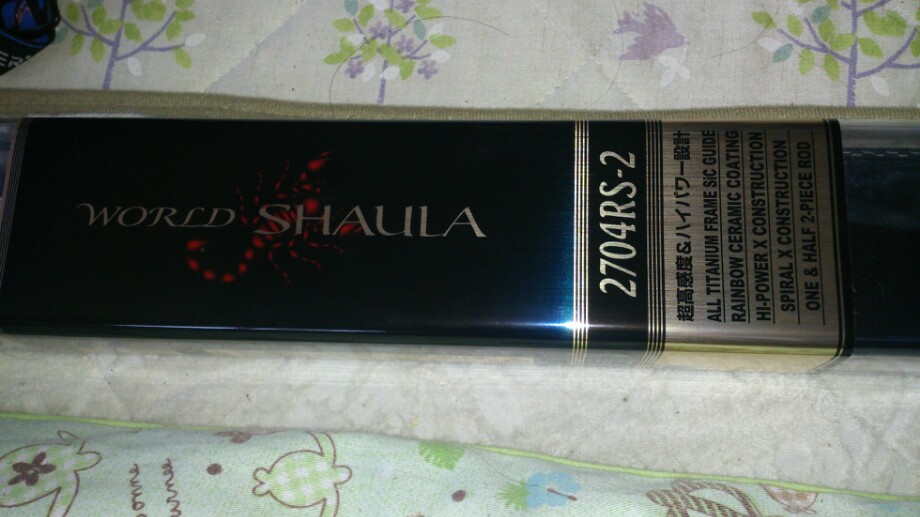 WORLD SHAULA
2704RS-2
超高感度&ハイパワー設計
ALL TITANIUM FRAME SiC GUIDE
RAINBOW CERAMIC COATING
HI-POWER X CONSTRUCTION
SPIRAL X CONSTRUCTION
ONE & HALF 2-PIECE ROD